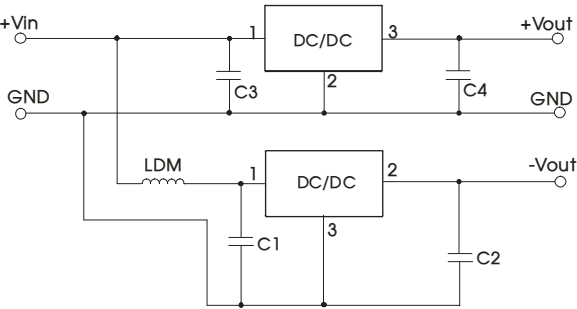 +Vin 1 DC/DC 3 +Vout
C3 2 C4
GND GND
LDM 1 DC/DC 2 -Vout
3
C1 C2